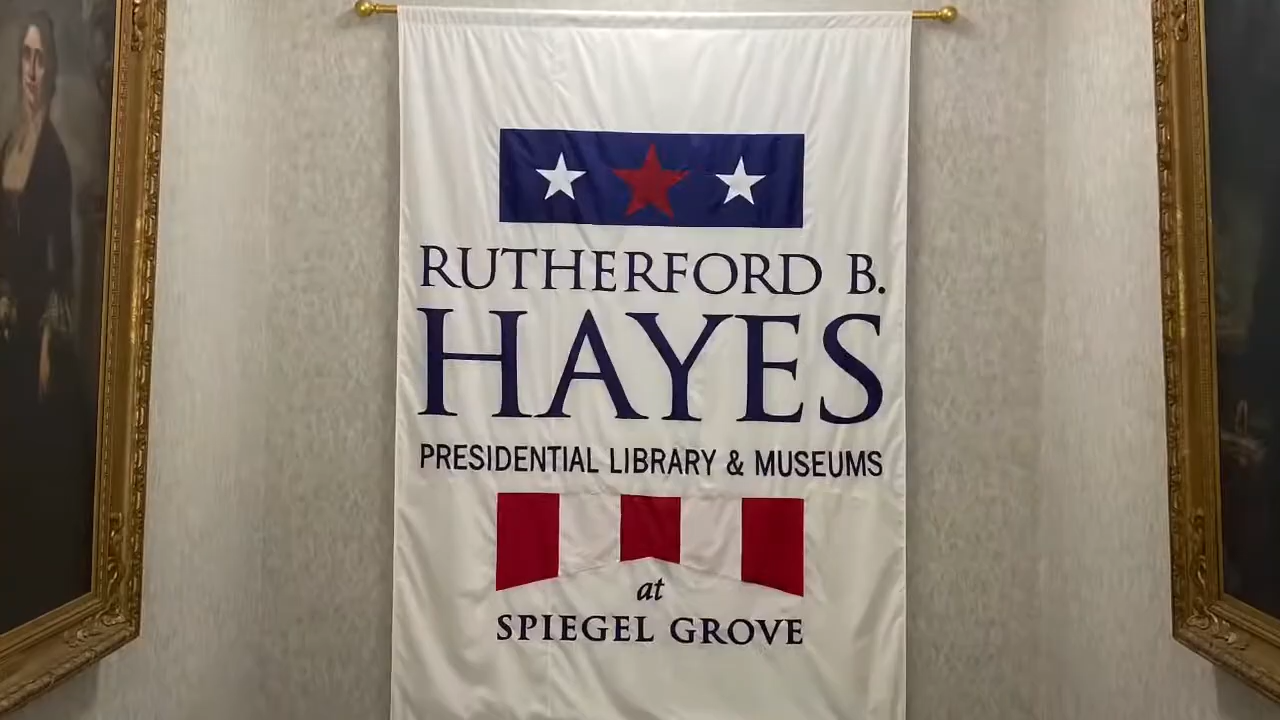 RUTHERFORD B.
HAYES
PRESIDENTIAL LIBRARY & MUSEUMS
at
SPIEGEL GROVE